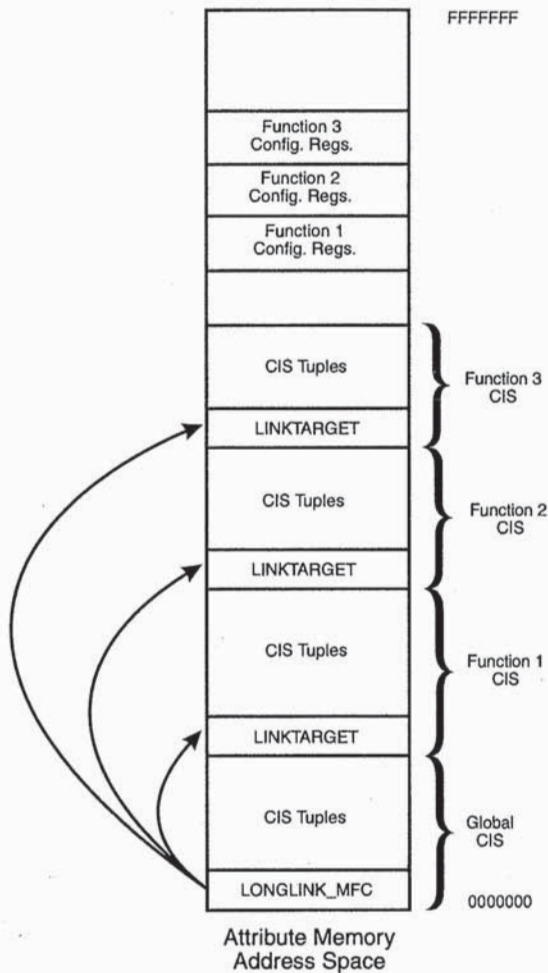 FFFFFFF
Function 3
Config. Regs.
Function 2
Config. Regs.
Function 1
Config. Regs.
CIS Tuples
Function 3
CIS
LINKTARGET
CIS Tuples
Function 2
CIS
LINKTARGET
CIS Tuples
Function 1
CIS
LINKTARGET
CIS Tuples
Global
CIS
LONGLINK_MFC
0000000
Attribute Memory
Address Space